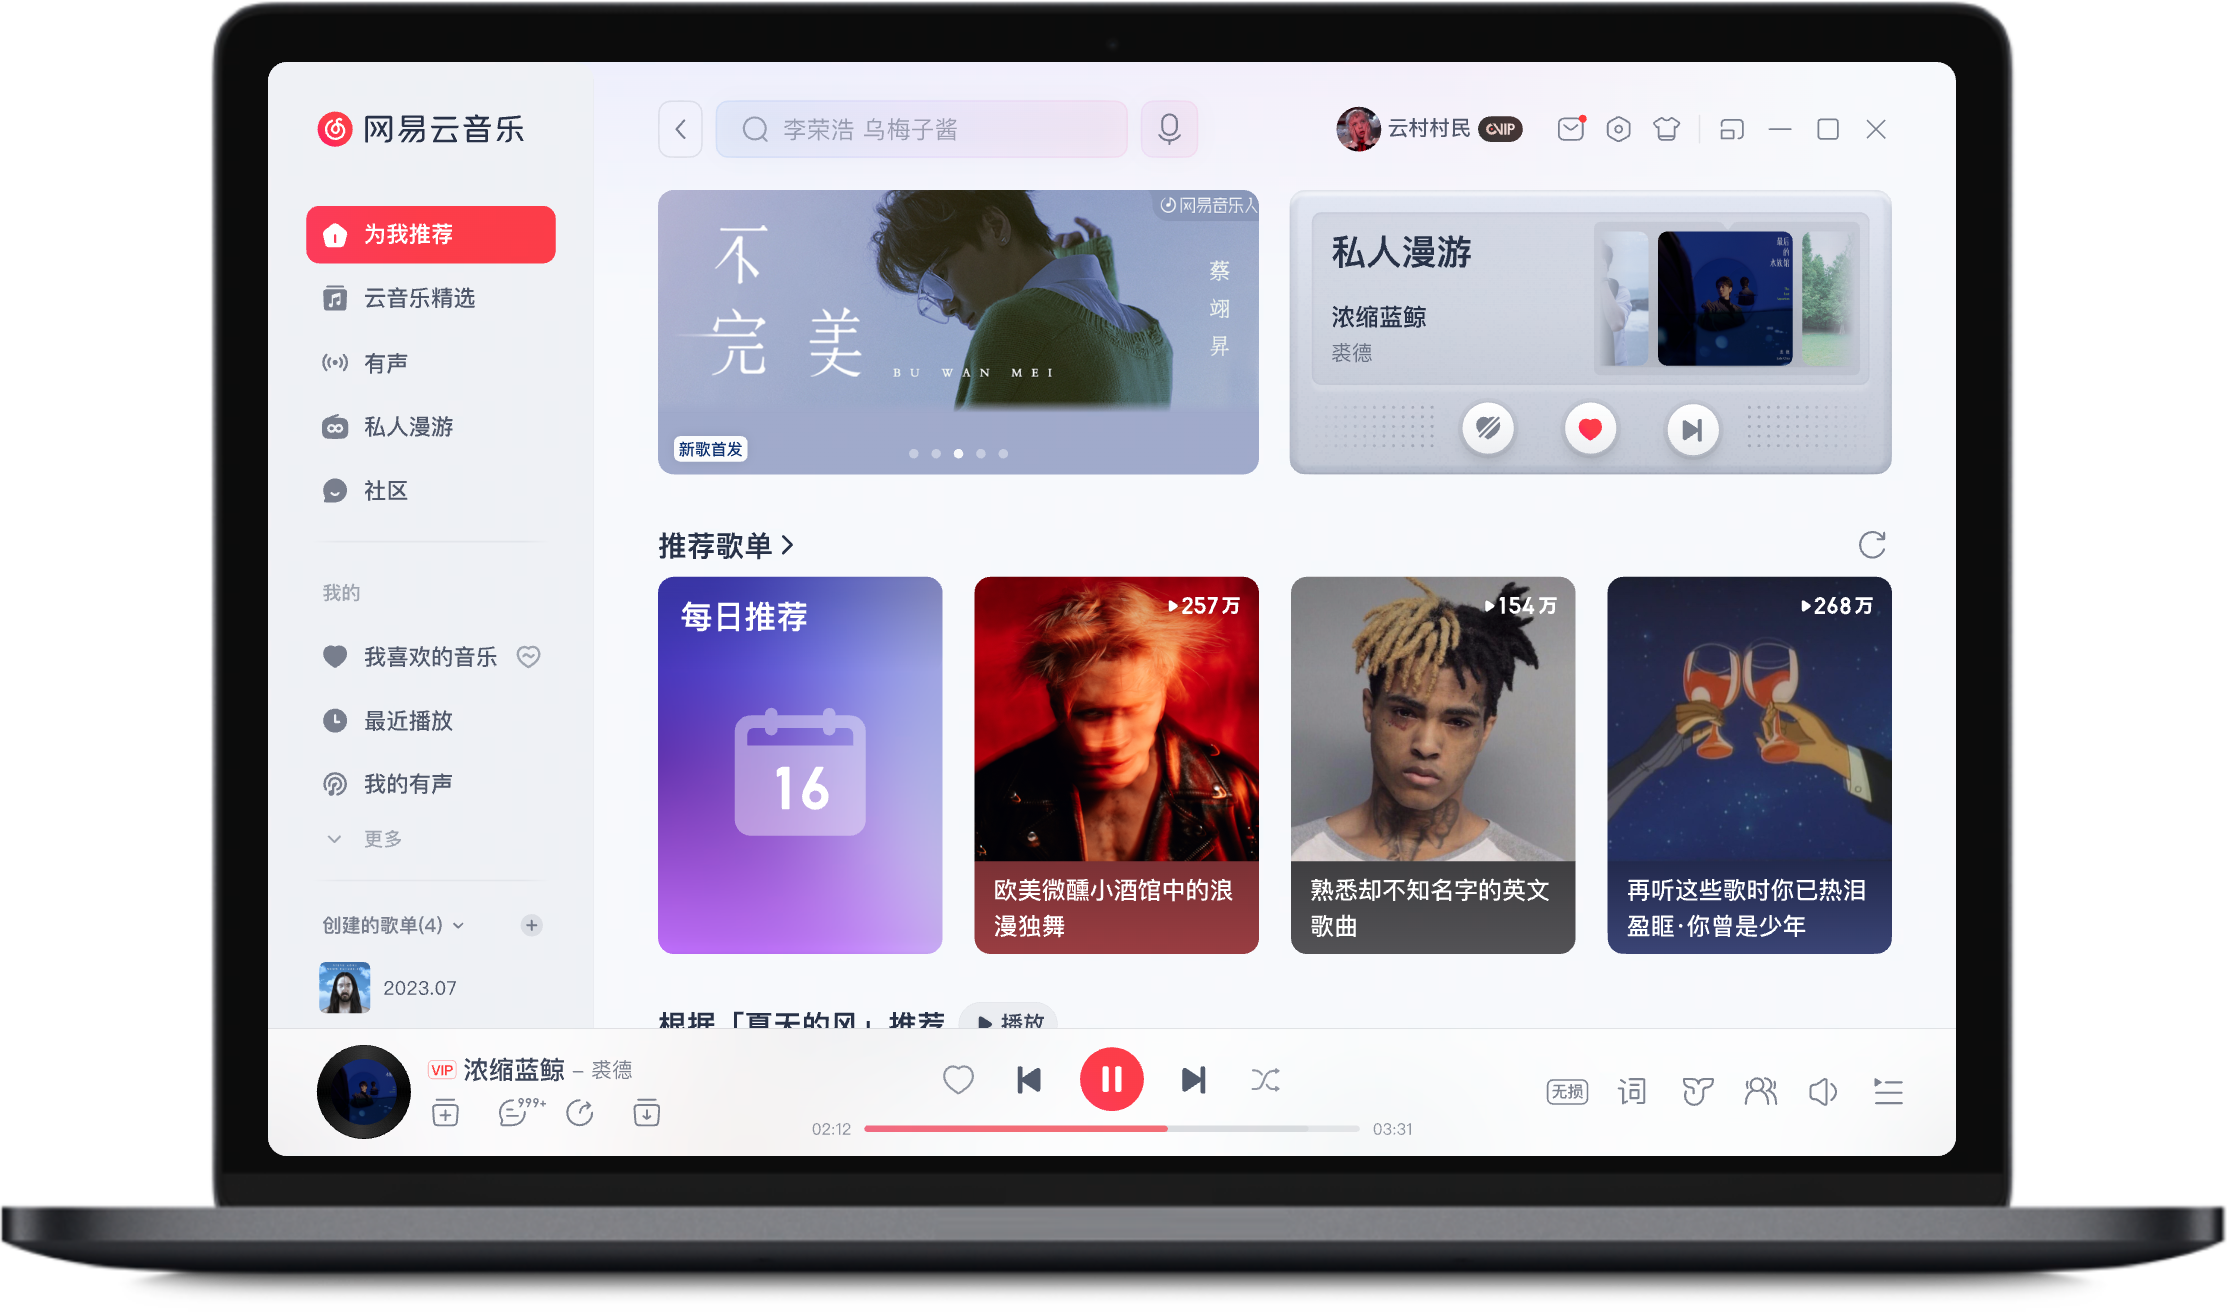 网易云音乐
李荣浩 乌梅子酱
云村村民 VIP
为我推荐
云音乐精选
有声
私人漫游
社区
我的
我喜欢的音乐
最近播放
我的有声
更多
创建的歌单(4)
2023.07
网易音乐人
不完美
蔡翊昇
BU WAN MEI
新歌首发
私人漫游
浓缩蓝鲸
裘德
最后
的
水族馆
推荐歌单
每日推荐
16
257万
欧美微醺小酒馆中的浪
漫独舞
154万
熟悉却不知名字的英文
歌曲
268万
再听这些歌时你已热泪
盈眶·你曾是少年
根据「夏天的风」推荐
播放
VIP 浓缩蓝鲸 – 裘德
999+
02:12
03:31
无损
词